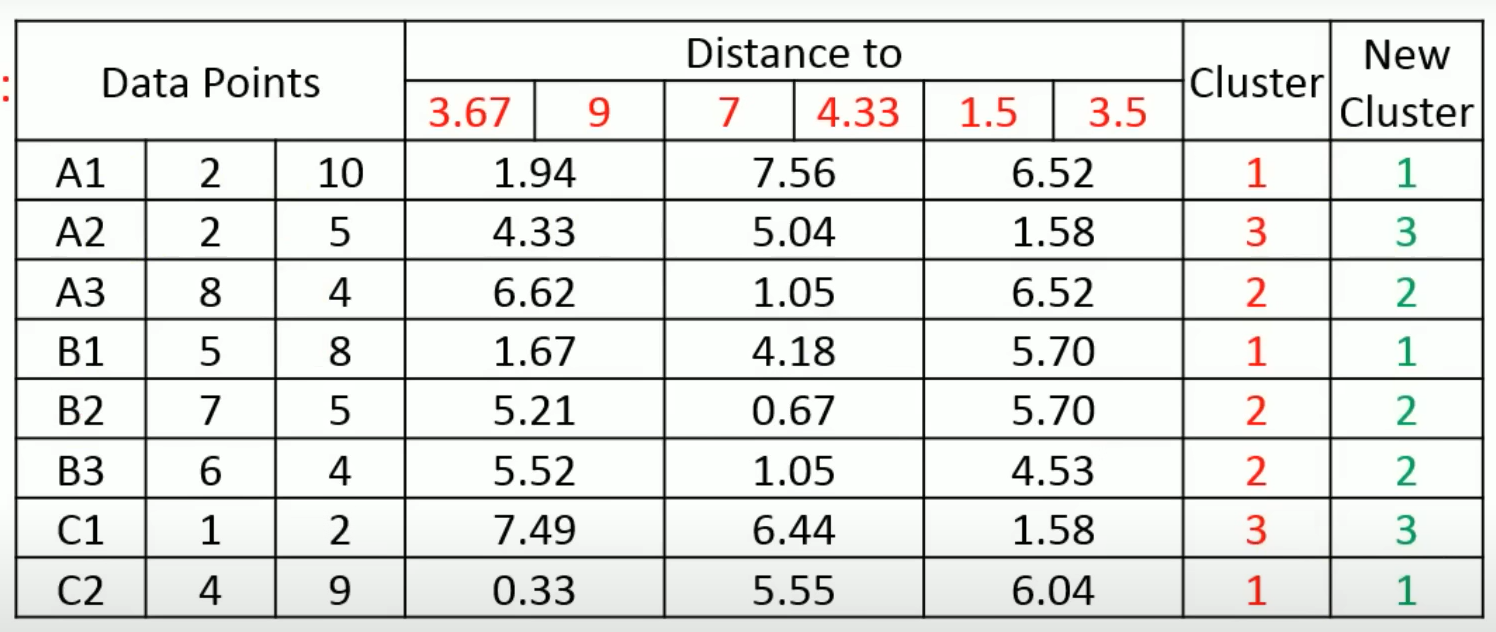 :
Data Points Distance to Cluster New Cluster
3.67 9 7 4.33 1.5 3.5
A1 2 10 1.94 7.56 6.52 1 1
A2 2 5 4.33 5.04 1.58 3 3
A3 8 4 6.62 1.05 6.52 2 2
B1 5 8 1.67 4.18 5.70 1 1
B2 7 5 5.21 0.67 5.70 2 2
B3 6 4 5.52 1.05 4.53 2 2
C1 1 2 7.49 6.44 1.58 3 3
C2 4 9 0.33 5.55 6.04 1 1